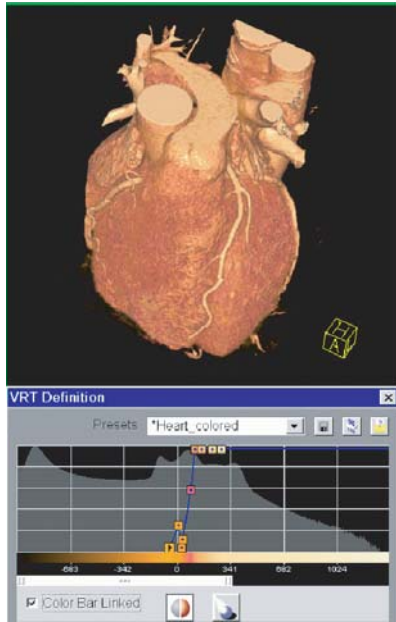 H
A
VRT Definition
Presets *Heart_colored
-683 -342 0 341 682 1024
Color Bar Linked